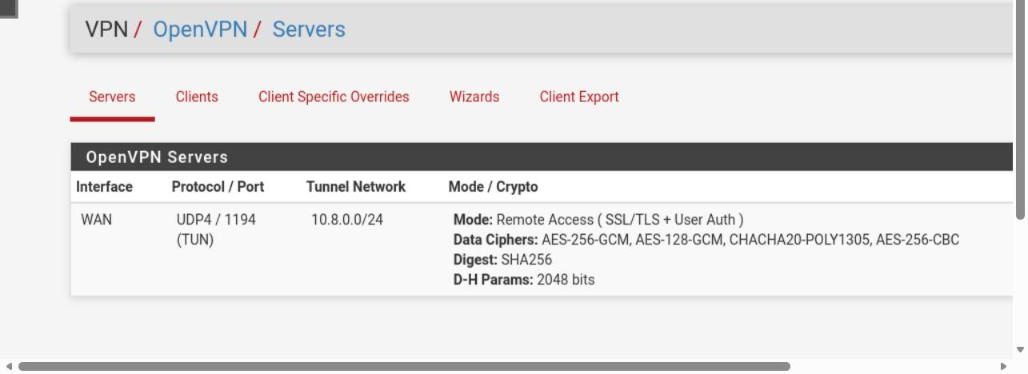 VPN / OpenVPN / Servers
Servers Clients Client Specific Overrides Wizards Client Export
OpenVPN Servers
Interface Protocol / Port Tunnel Network Mode / Crypto
WAN UDP4 / 1194 10.8.0.0/24 Mode: Remote Access ( SSL/TLS + User Auth )
(TUN) Data Ciphers: AES-256-GCM, AES-128-GCM, CHACHA20-POLY1305, AES-256-CBC
Digest: SHA256
D-H Params: 2048 bits